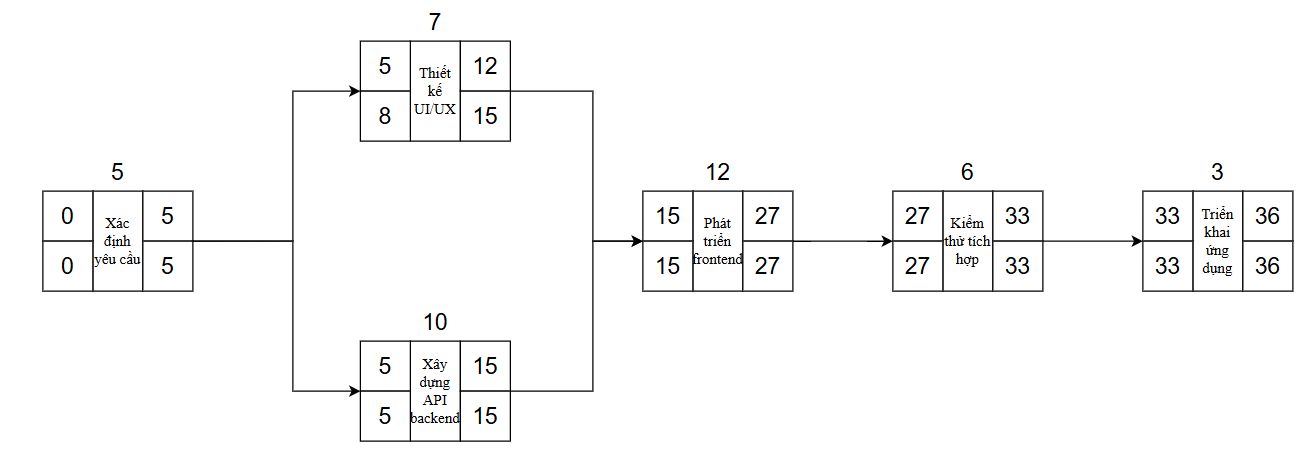 7
5
Thiết
kế
UI/UX
12
8
15
5
0
Xác
định
yêu cầu
5
0
5
12
15
Phát
triển
frontend
27
15
27
6
27
Kiểm
thử tích
hợp
33
27
33
3
33
Triển
khai
ứng
dụng
36
33
36
10
5
Xây
dựng
API
backend
15
5
15